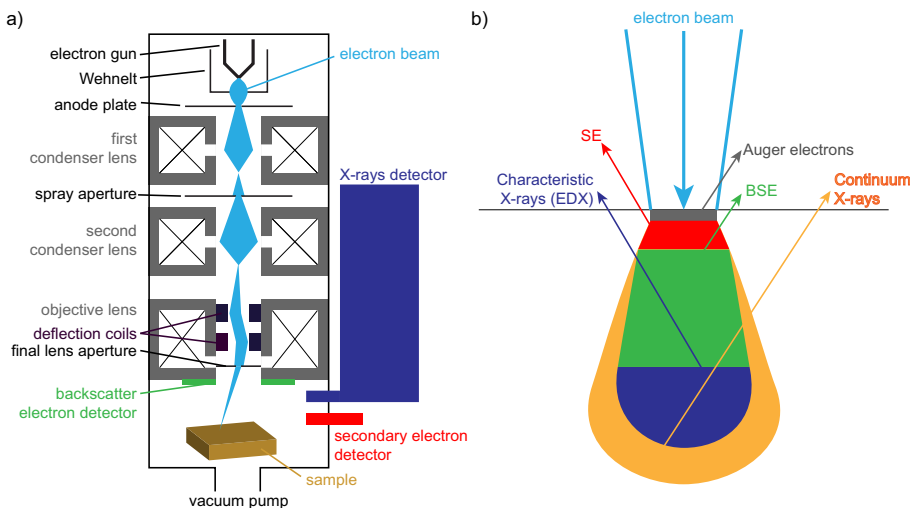 a)
electron gun
Wehnelt
anode plate
first
condenser lens
spray aperture
second
condenser lens
objective lens
deflection coils
final lens aperture
backscatter
electron detector
electron beam
X-rays detector
secondary electron
detector
sample
vacuum pump
b)
electron beam
SE
Auger electrons
Characteristic
X-rays (EDX)
BSE
Continuum
X-rays